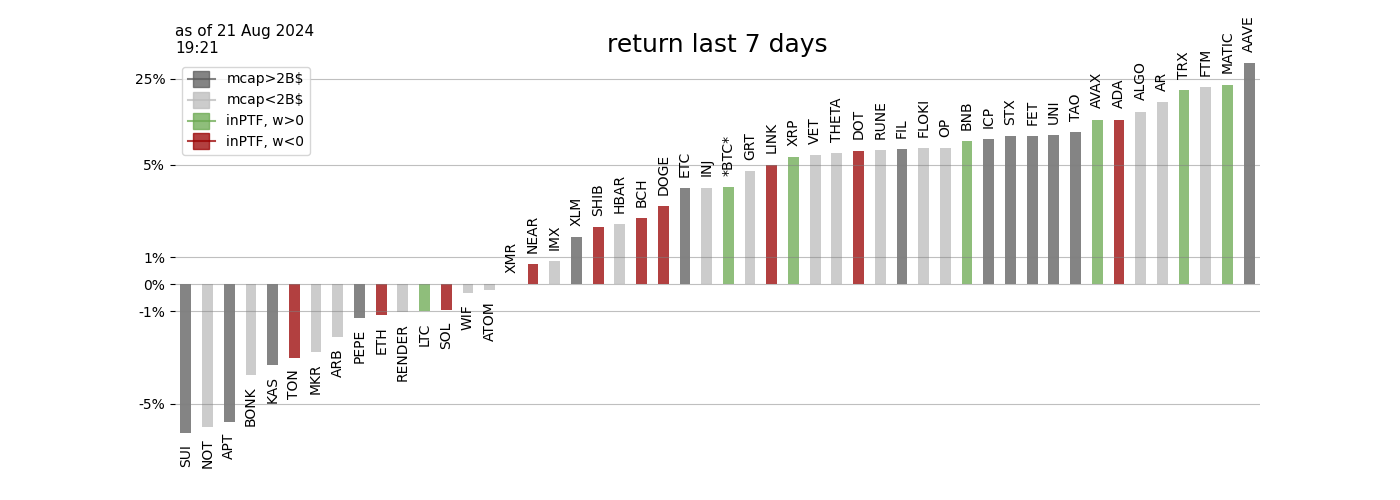 as of 21 Aug 2024
19:21
return last 7 days
mcap>2B$
mcap<2B$
inPTF, w>0
inPTF, w<0
25%
5%
1%
0%
-1%
-5%
SUI
NOT
APT
BONK
KAS
TON
MKR
ARB
PEPE
ETH
RENDER
LTC
SOL
WIF
ATOM
XMR
NEAR
IMX
XLM
SHIB
HBAR
BCH
DOGE
ETC
INJ
*BTC*
GRT
LINK
XRP
VET
THETA
DOT
RUNE
FIL
FLOKI
OP
BNB
ICP
STX
FET
UNI
TAO
AVAX
ADA
ALGO
AR
TRX
FTM
MATIC
AAVE